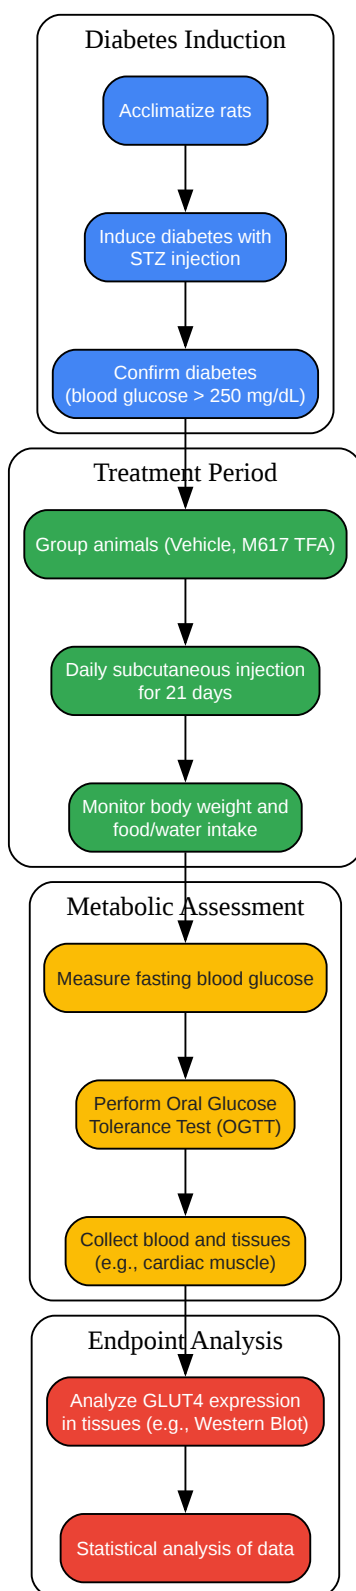 Diabetes Induction
Acclimatize rats
Induce diabetes with
STZ injection
Confirm diabetes
(blood glucose > 250 mg/dL)
Treatment Period
Group animals (Vehicle, M617 TFA)
Daily subcutaneous injection
for 21 days
Monitor body weight and
food/water intake
Metabolic Assessment
Measure fasting blood glucose
Perform Oral Glucose
Tolerance Test (OGTT)
Collect blood and tissues
(e.g., cardiac muscle)
Endpoint Analysis
Analyze GLUT4 expression
in tissues (e.g., Western Blot)
Statistical analysis of data